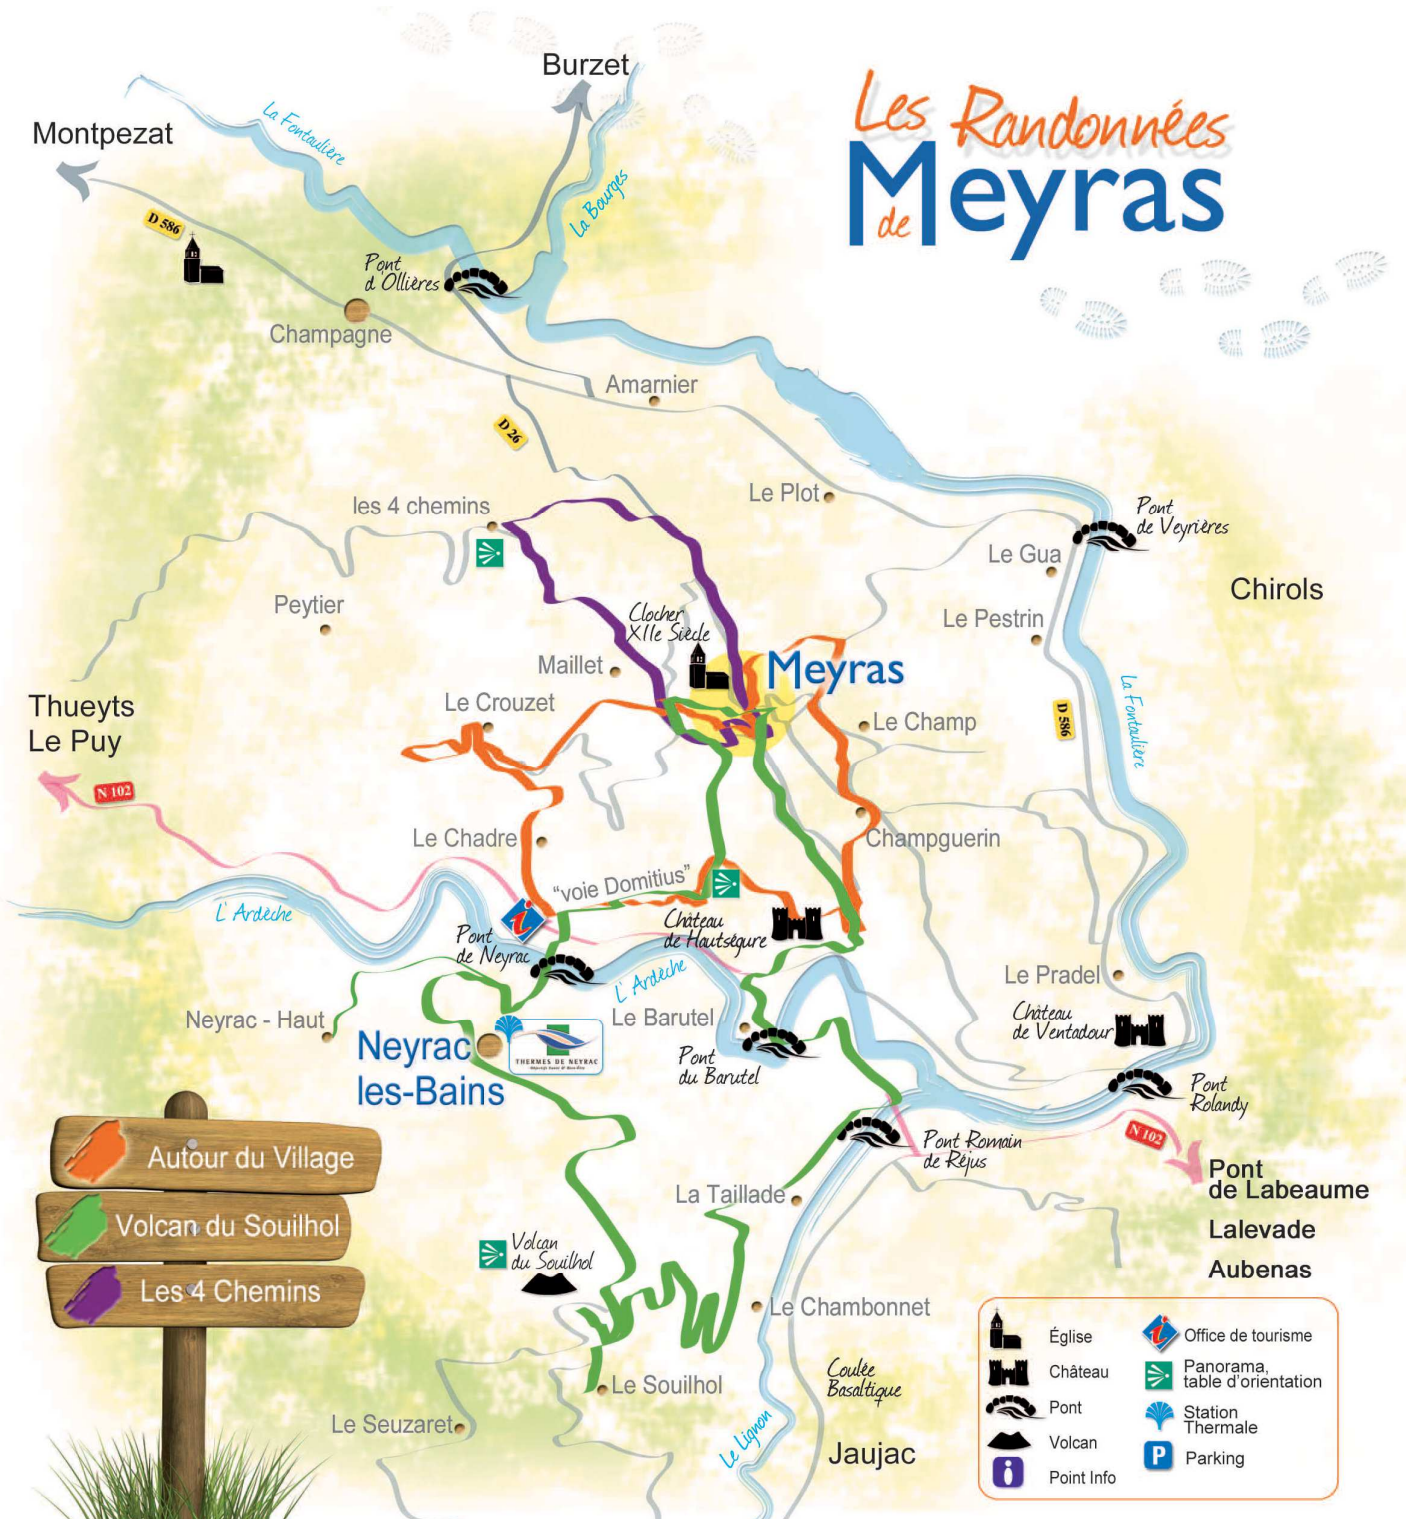 Les Randonnées
de Meyras
Burzet
Montpezat
La Fontaulière
La Bourges
D 586
Pont
d'Ollières
Champagne
Amarnier
D 26
Le Plot
les 4 chemins
Pont
de Veyrières
Le Gua
Chirols
Peytier
Le Pestrin
Clocher
XIIe Siècle
Maillet
Meyras
Le Crouzet
Le Champ
Thueyts
Le Puy
La Fontaulière
D 586
N 102
Le Chadre
Champguerin
"voie Domitius"
L' Ardèche
Château
de Hautségure
Pont
de Neyrac
L' Ardèche
Le Pradel
Neyrac - Haut
Le Barutel
Château
de Ventadour
Neyrac
les-Bains
THERMES DE NEYRAC
Pont
du Barutel
Pont
Rolandy
N 102
Pont Romain
de Réjus
Pont
de Labeaume
Lalevade
Aubenas
Autour du Village
Volcan du Souilhol
Les 4 Chemins
La Taillade
Volcan
du Souilhol
Le Chambonnet
Le Souilhol
Coulée
Basaltique
Le Seuzaret
Le Lignon
Jaujac
Église
Château
Pont
Volcan
Point Info
Office de tourisme
Panorama,
table d'orientation
Station
Thermale
P Parking